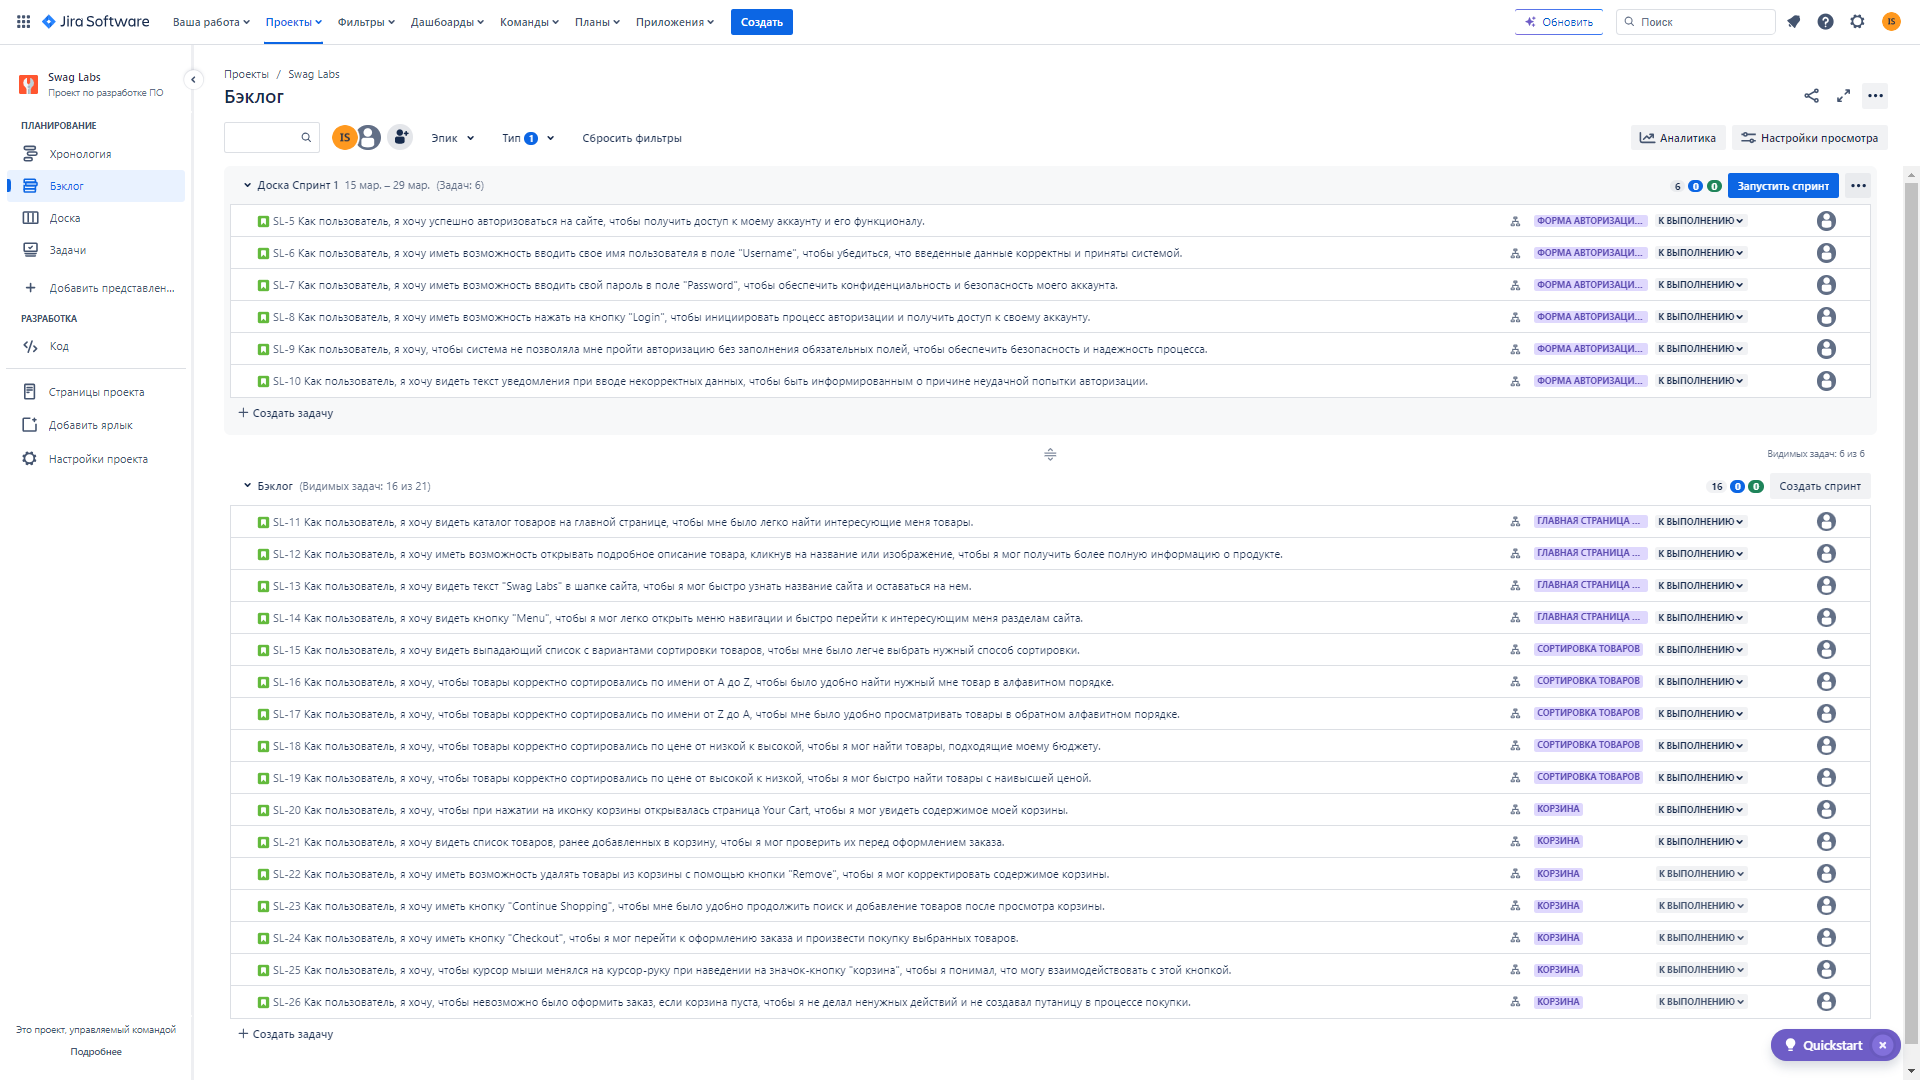 Jira Software
Ваша работа
Проекты
Фильтры
Дашбоарды
Команды
Планы
Приложения
Создать
Обновить
Поиск
IS
Swag Labs
Проект по разработке ПО
ПЛАНИРОВАНИЕ
Хронология
Бэклог
Доска
Задачи
Добавить представлен...
РАЗРАБОТКА
Код
Страницы проекта
Добавить ярлык
Настройки проекта
Это проект, управляемый командой
Подробнее
Проекты / Swag Labs
Бэклог
IS
Эпик
Тип 1
Сбросить фильтры
Аналитика
Настройки просмотра
Доска Спринт 1 15 мар. – 29 мар. (Задач: 6)
6 0 0
Запустить спринт
SL-5 Как пользователь, я хочу успешно авторизоваться на сайте, чтобы получить доступ к моему аккаунту и его функционалу. ФОРМА АВТОРИЗАЦИ... К ВЫПОЛНЕНИЮ
SL-6 Как пользователь, я хочу иметь возможность вводить свое имя пользователя в поле "Username", чтобы убедиться, что введенные данные корректны и приняты системой. ФОРМА АВТОРИЗАЦИ... К ВЫПОЛНЕНИЮ
SL-7 Как пользователь, я хочу иметь возможность вводить свой пароль в поле "Password", чтобы обеспечить конфиденциальность и безопасность моего аккаунта. ФОРМА АВТОРИЗАЦИ... К ВЫПОЛНЕНИЮ
SL-8 Как пользователь, я хочу иметь возможность нажать на кнопку "Login", чтобы инициировать процесс авторизации и получить доступ к своему аккаунту. ФОРМА АВТОРИЗАЦИ... К ВЫПОЛНЕНИЮ
SL-9 Как пользователь, я хочу, чтобы система не позволяла мне пройти авторизацию без заполнения обязательных полей, чтобы обеспечить безопасность и надежность процесса. ФОРМА АВТОРИЗАЦИ... К ВЫПОЛНЕНИЮ
SL-10 Как пользователь, я хочу видеть текст уведомления при вводе некорректных данных, чтобы быть информированным о причине неудачной попытки авторизации. ФОРМА АВТОРИЗАЦИ... К ВЫПОЛНЕНИЮ
Создать задачу
Видимых задач: 6 из 6
Бэклог (Видимых задач: 16 из 21)
16 0 0
Создать спринт
SL-11 Как пользователь, я хочу видеть каталог товаров на главной странице, чтобы мне было легко найти интересующие меня товары. ГЛАВНАЯ СТРАНИЦА ... К ВЫПОЛНЕНИЮ
SL-12 Как пользователь, я хочу иметь возможность открывать подробное описание товара, кликнув на название или изображение, чтобы я мог получить более полную информацию о продукте. ГЛАВНАЯ СТРАНИЦА ... К ВЫПОЛНЕНИЮ
SL-13 Как пользователь, я хочу видеть текст "Swag Labs" в шапке сайта, чтобы я мог быстро узнать название сайта и оставаться на нем. ГЛАВНАЯ СТРАНИЦА ... К ВЫПОЛНЕНИЮ
SL-14 Как пользователь, я хочу видеть кнопку "Menu", чтобы я мог легко открыть меню навигации и быстро перейти к интересующим меня разделам сайта. ГЛАВНАЯ СТРАНИЦА ... К ВЫПОЛНЕНИЮ
SL-15 Как пользователь, я хочу видеть выпадающий список с вариантами сортировки товаров, чтобы мне было легче выбрать нужный способ сортировки. СОРТИРОВКА ТОВАРОВ К ВЫПОЛНЕНИЮ
SL-16 Как пользователь, я хочу, чтобы товары корректно сортировались по имени от A до Z, чтобы было удобно найти нужный мне товар в алфавитном порядке. СОРТИРОВКА ТОВАРОВ К ВЫПОЛНЕНИЮ
SL-17 Как пользователь, я хочу, чтобы товары корректно сортировались по имени от Z до A, чтобы мне было удобно просматривать товары в обратном алфавитном порядке. СОРТИРОВКА ТОВАРОВ К ВЫПОЛНЕНИЮ
SL-18 Как пользователь, я хочу, чтобы товары корректно сортировались по цене от низкой к высокой, чтобы я мог найти товары, подходящие моему бюджету. СОРТИРОВКА ТОВАРОВ К ВЫПОЛНЕНИЮ
SL-19 Как пользователь, я хочу, чтобы товары корректно сортировались по цене от высокой к низкой, чтобы я мог быстро найти товары с наивысшей ценой. СОРТИРОВКА ТОВАРОВ К ВЫПОЛНЕНИЮ
SL-20 Как пользователь, я хочу, чтобы при нажатии на иконку корзины открывалась страница Your Cart, чтобы я мог увидеть содержимое моей корзины. КОРЗИНА К ВЫПОЛНЕНИЮ
SL-21 Как пользователь, я хочу видеть список товаров, ранее добавленных в корзину, чтобы я мог проверить их перед оформлением заказа. КОРЗИНА К ВЫПОЛНЕНИЮ
SL-22 Как пользователь, я хочу иметь возможность удалять товары из корзины с помощью кнопки "Remove", чтобы я мог корректировать содержимое корзины. КОРЗИНА К ВЫПОЛНЕНИЮ
SL-23 Как пользователь, я хочу иметь кнопку "Continue Shopping", чтобы мне было удобно продолжить поиск и добавление товаров после просмотра корзины. КОРЗИНА К ВЫПОЛНЕНИЮ
SL-24 Как пользователь, я хочу иметь кнопку "Checkout", чтобы я мог перейти к оформлению заказа и произвести покупку выбранных товаров. КОРЗИНА К ВЫПОЛНЕНИЮ
SL-25 Как пользователь, я хочу, чтобы курсор мыши менялся на курсор-руку при наведении на значок-кнопку "корзина", чтобы я понимал, что могу взаимодействовать с этой кнопкой. КОРЗИНА К ВЫПОЛНЕНИЮ
SL-26 Как пользователь, я хочу, чтобы невозможно было оформить заказ, если корзина пуста, чтобы я не делал ненужных действий и не создавал путаницу в процессе покупки. КОРЗИНА К ВЫПОЛНЕНИЮ
Создать задачу
Quickstart